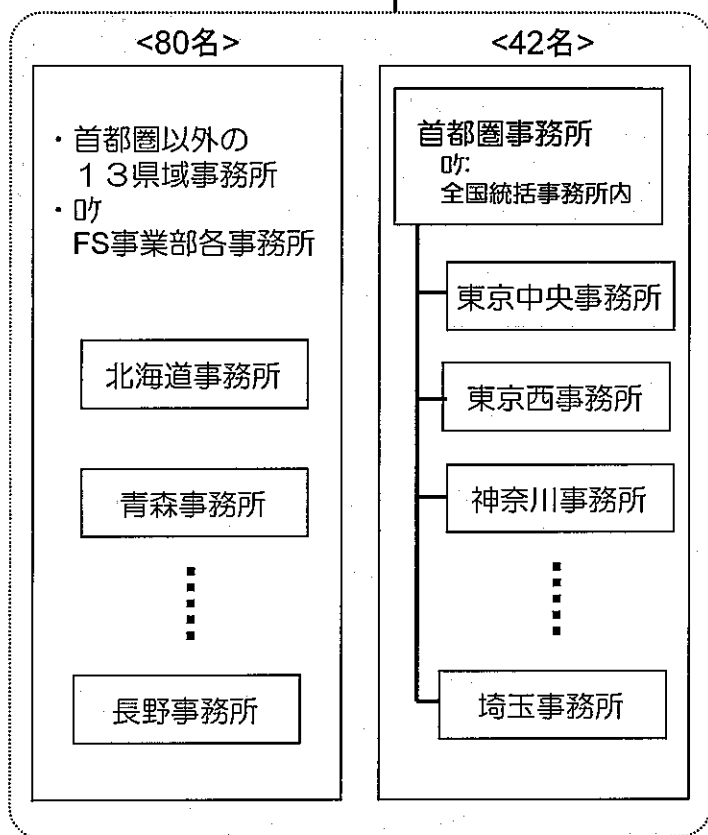 <80名>
・首都圏以外の
１３県域事務所
・ﾛｹ
FS事業部各事務所
北海道事務所
青森事務所
長野事務所
<42名>
首都圏事務所
ﾛｹ:
全国統括事務所内
東京中央事務所
東京西事務所
神奈川事務所
埼玉事務所